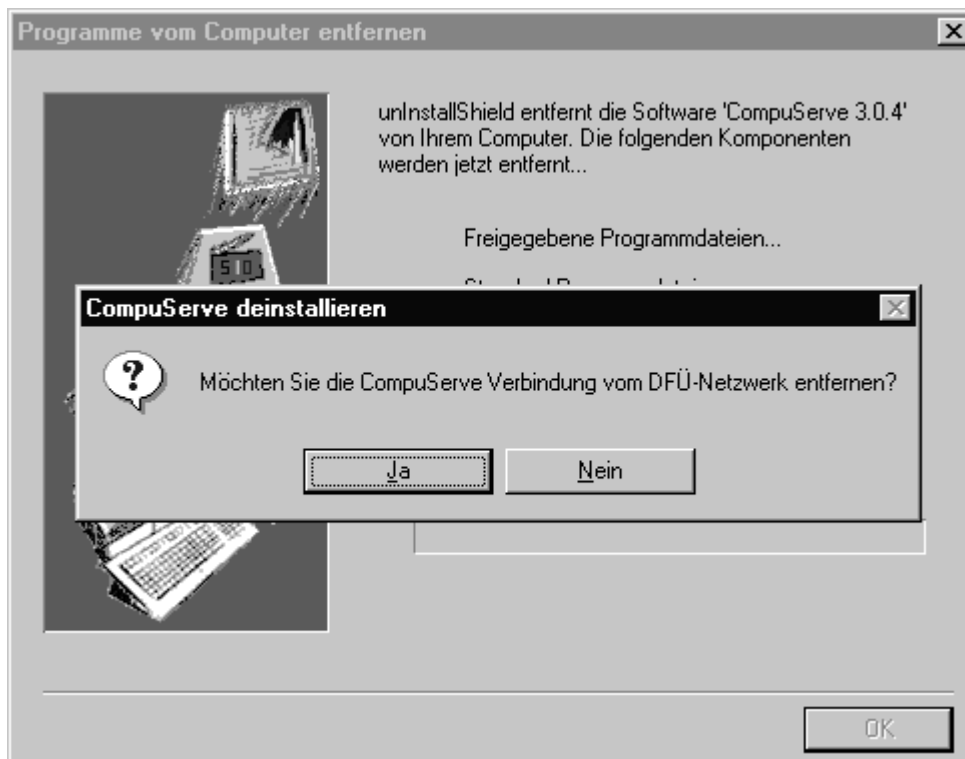 Programme vom Computer entfernen
unInstallShield entfernt die Software 'CompuServe 3.0.4'
von Ihrem Computer. Die folgenden Komponenten
werden jetzt entfernt...
Freigegebene Programmdateien...
CompuServe deinstallieren
Möchten Sie die CompuServe Verbindung vom DFÜ-Netzwerk entfernen?
Ja
Nein
OK